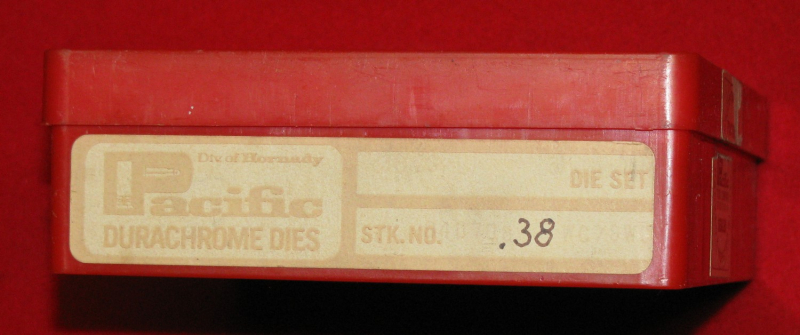 Div. of Hornady
Pacific
DURACHROME DIES
DIE SET
STK. NO. .38